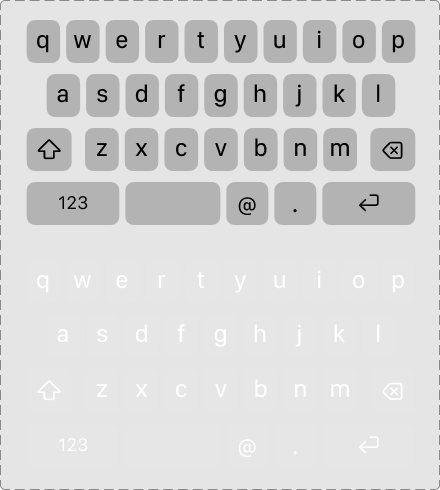 q w e r t y u i o p
a s d f g h j k l
z x c v b n m
123 @ .
q w e r t y u i o p
a s d f g h j k l
z x c v b n m
123 @ .